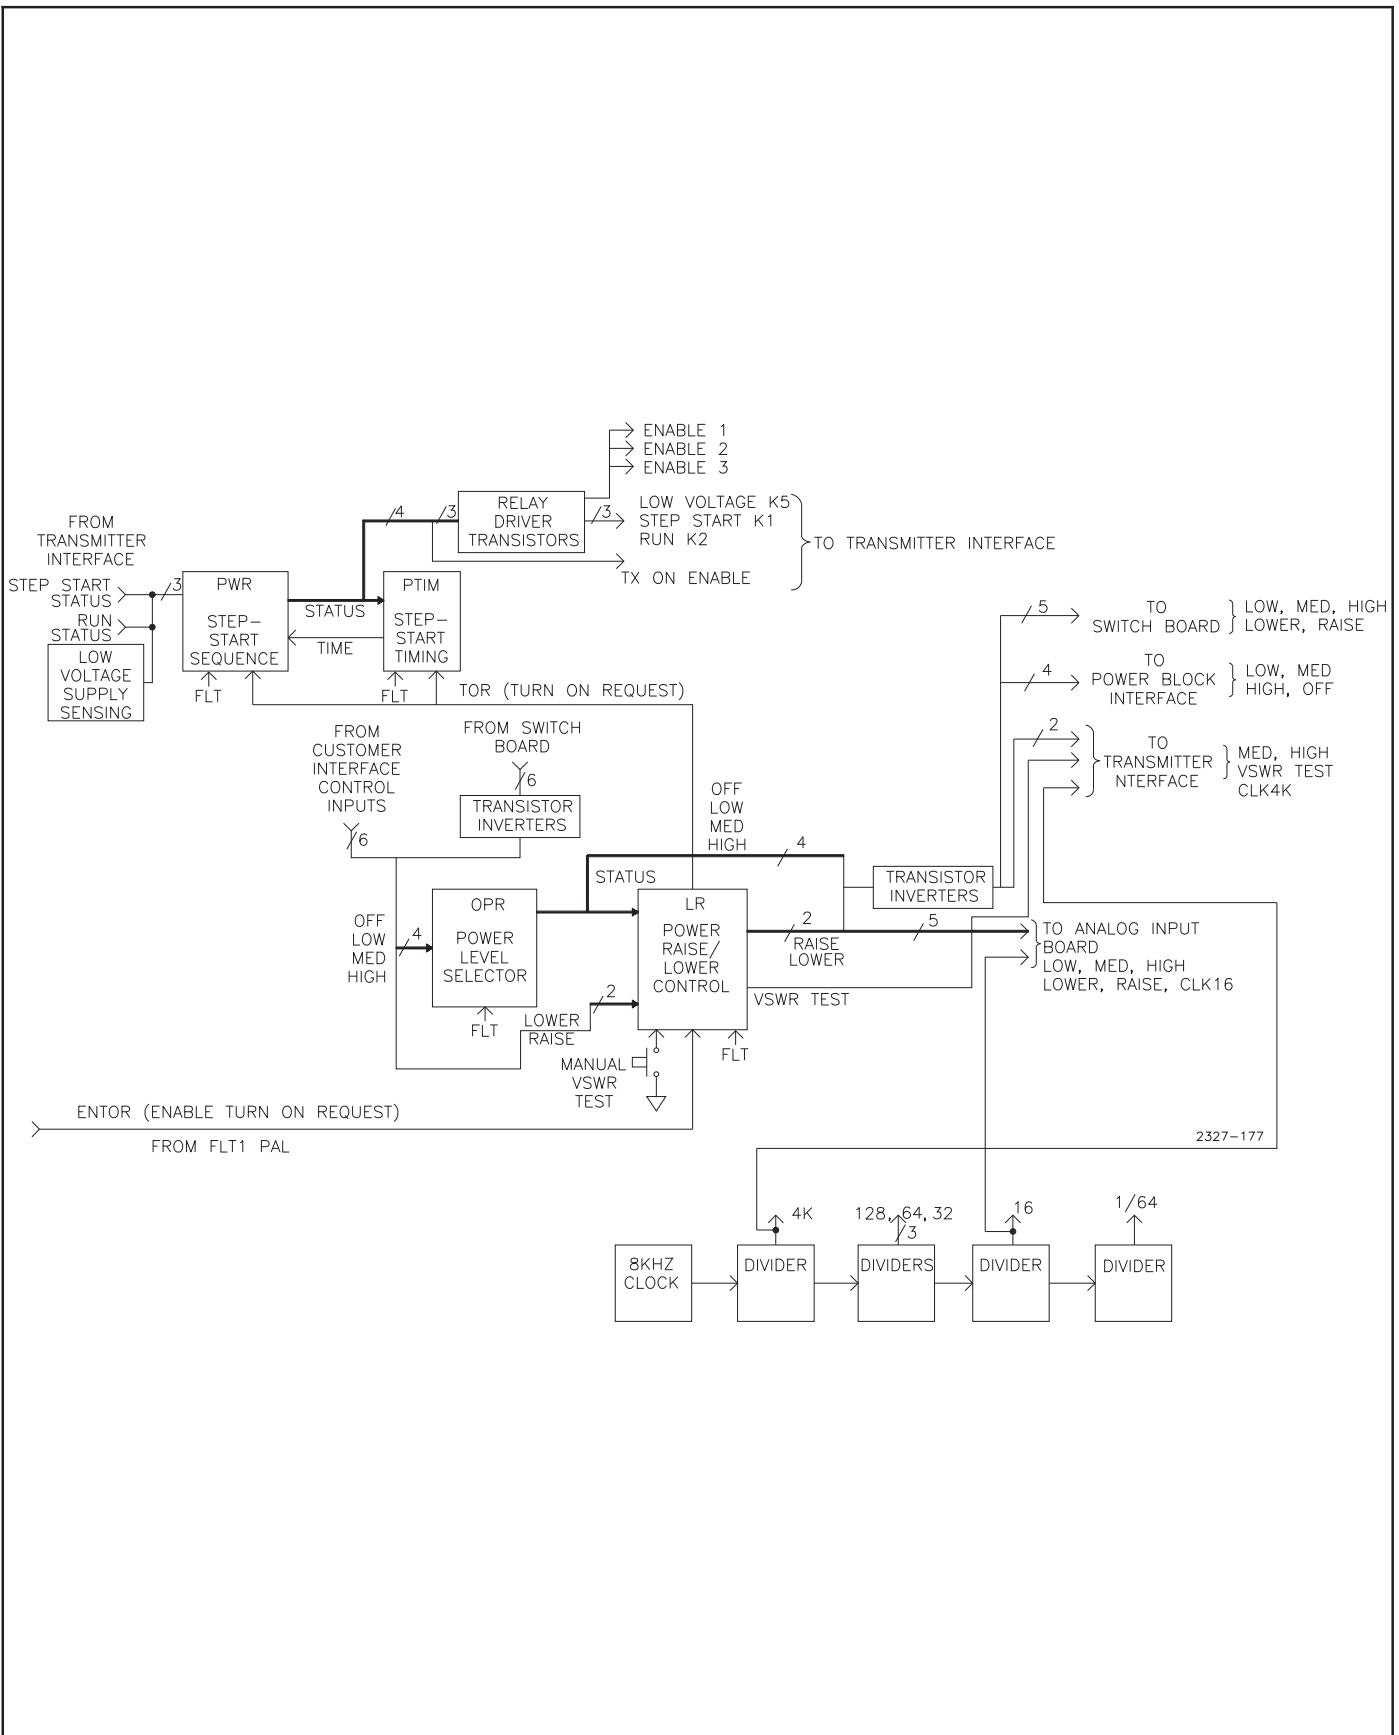 ENABLE 1
ENABLE 2
ENABLE 3
RELAY
DRIVER
TRANSISTORS
4
3
3
LOW VOLTAGE K5
STEP START K1
RUN K2
TO TRANSMITTER INTERFACE
TX ON ENABLE
FROM
TRANSMITTER
INTERFACE
STEP START
STATUS
RUN
STATUS
3
LOW
VOLTAGE
SUPPLY
SENSING
PWR
STEP-
START
SEQUENCE
STATUS
TIME
PTIM
STEP-
START
TIMING
FLT
FLT
TOR (TURN ON REQUEST)
5
TO
SWITCH BOARD
LOW, MED, HIGH
LOWER, RAISE
4
TO
POWER BLOCK
INTERFACE
LOW, MED
HIGH, OFF
2
TO
TRANSMITTER
NTERFACE
MED, HIGH
VSWR TEST
CLK4K
FROM
CUSTOMER
INTERFACE
CONTROL
INPUTS
6
FROM SWITCH
BOARD
6
TRANSISTOR
INVERTERS
OFF
LOW
MED
HIGH
4
STATUS
TRANSISTOR
INVERTERS
OFF
LOW
MED
HIGH
4
OPR
POWER
LEVEL
SELECTOR
FLT
LR
POWER
RAISE/
LOWER
CONTROL
2
RAISE
LOWER
5
TO ANALOG INPUT
BOARD
LOW, MED, HIGH
LOWER, RAISE, CLK16
VSWR TEST
2
LOWER
RAISE
FLT
MANUAL
VSWR
TEST
ENTOR (ENABLE TURN ON REQUEST)
FROM FLT1 PAL
2327-177
4K
128, 64, 32
3
16
1/64
8KHZ
CLOCK
DIVIDER
DIVIDERS
DIVIDER
DIVIDER